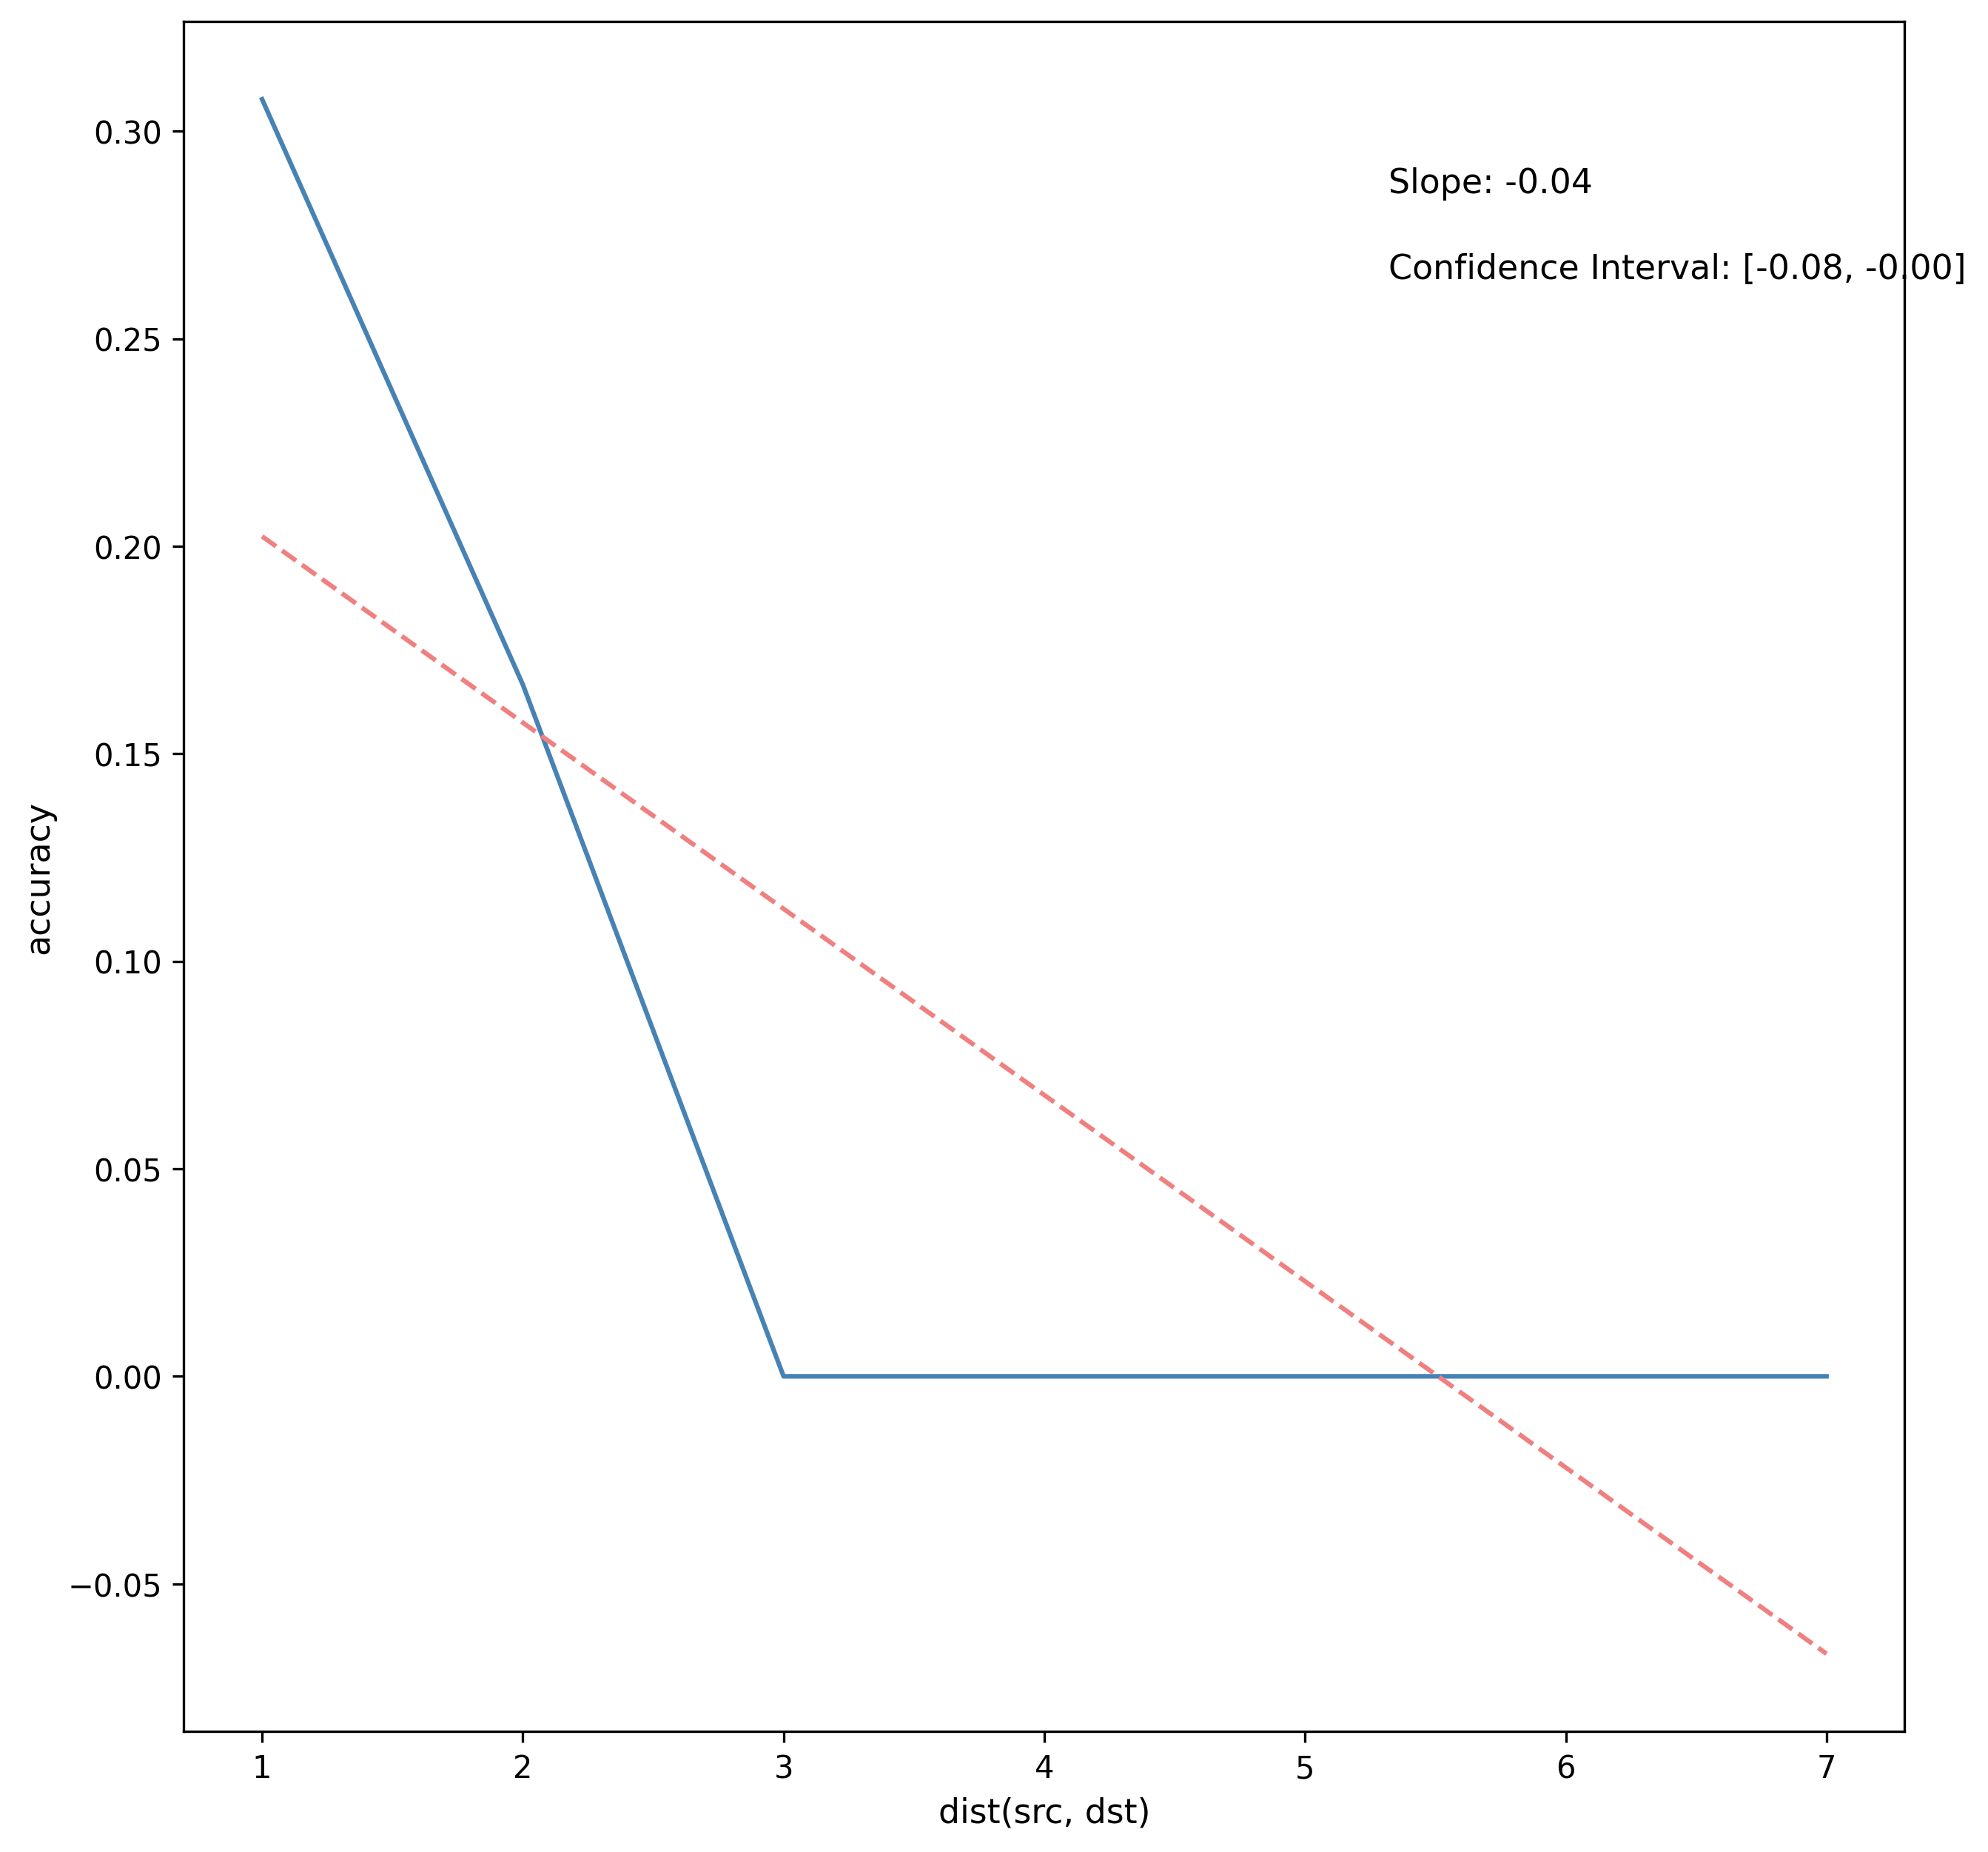 0.30
0.25
0.20
0.15
0.10
0.05
0.00
−0.05
accuracy
Slope: -0.04
Confidence Interval: [-0.08, -0.00]
1 2 3 4 5 6 7
dist(src, dst)